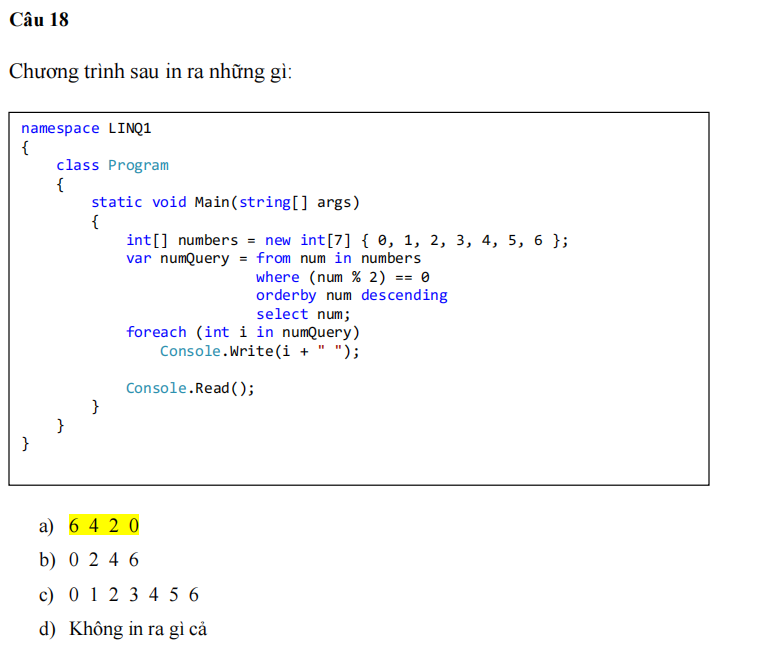 Câu 18
Chương trình sau in ra những gì:
namespace LINQ1
{
    class Program
    {
        static void Main(string[] args)
        {
            int[] numbers = new int[7] { 0, 1, 2, 3, 4, 5, 6 };
            var numQuery = from num in numbers
                           where (num % 2) == 0
                           orderby num descending
                           select num;
            foreach (int i in numQuery)
                Console.Write(i + " ");

            Console.Read();
        }
    }
}
a) 6 4 2 0
b) 0 2 4 6
c) 0 1 2 3 4 5 6
d) Không in ra gì cả